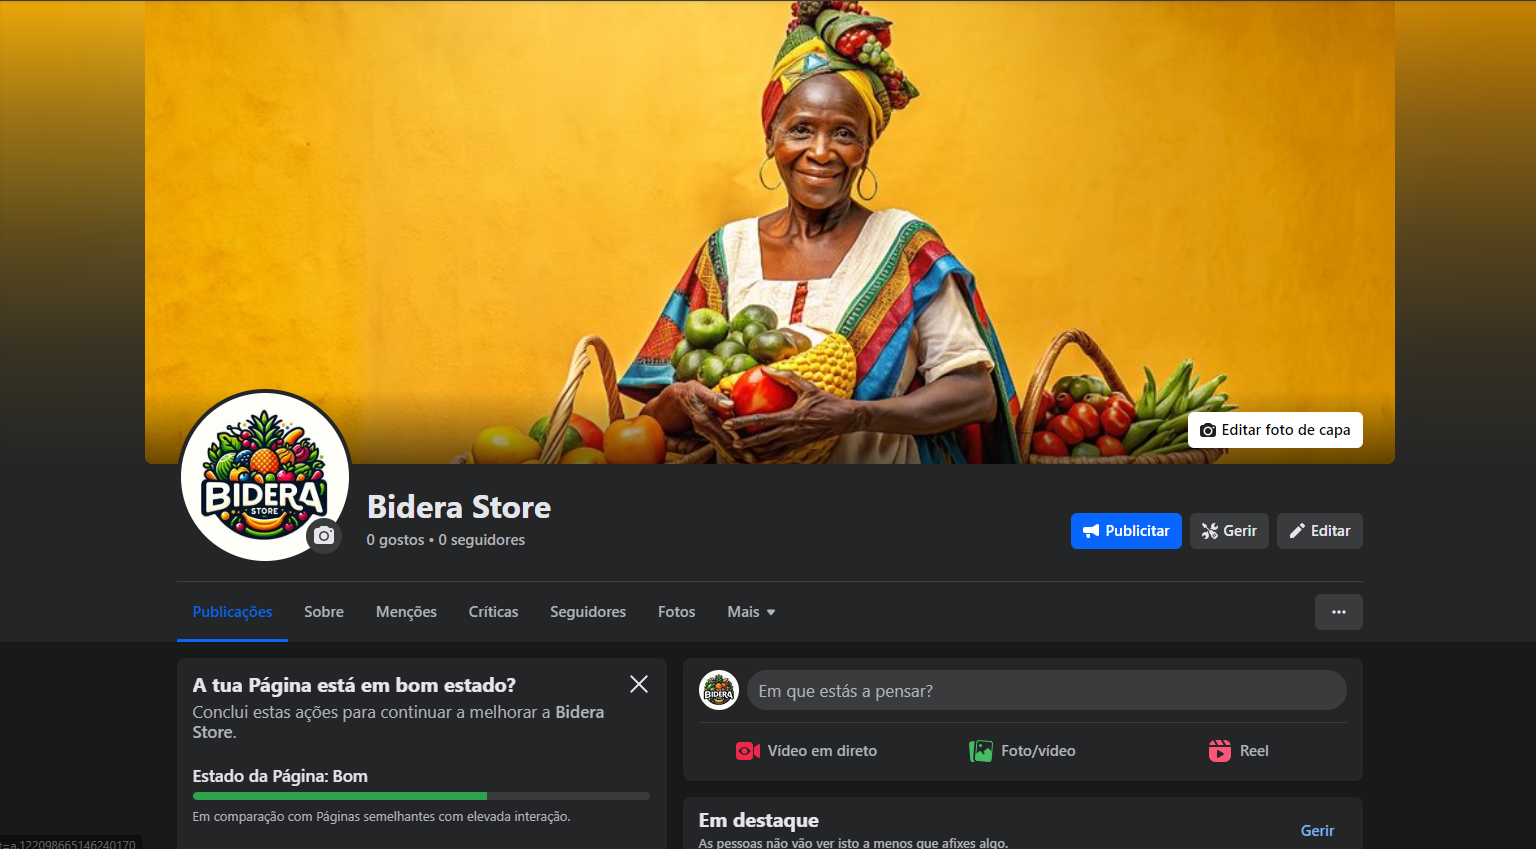 Editar foto de capa
BIDERA
STORE
Bidera Store
0 gostos • 0 seguidores
Publicitar
Gerir
Editar
Publicações
Sobre
Menções
Críticas
Seguidores
Fotos
Mais
A tua Página está em bom estado?
Conclui estas ações para continuar a melhorar a Bidera
Store.
Estado da Página: Bom
Em comparação com Páginas semelhantes com elevada interação.
BIDERA
Em que estás a pensar?
Vídeo em direto
Foto/vídeo
Reel
Em destaque
Gerir
As pessoas não vão ver isto a menos que afixes algo.
t=a.122098665146240170